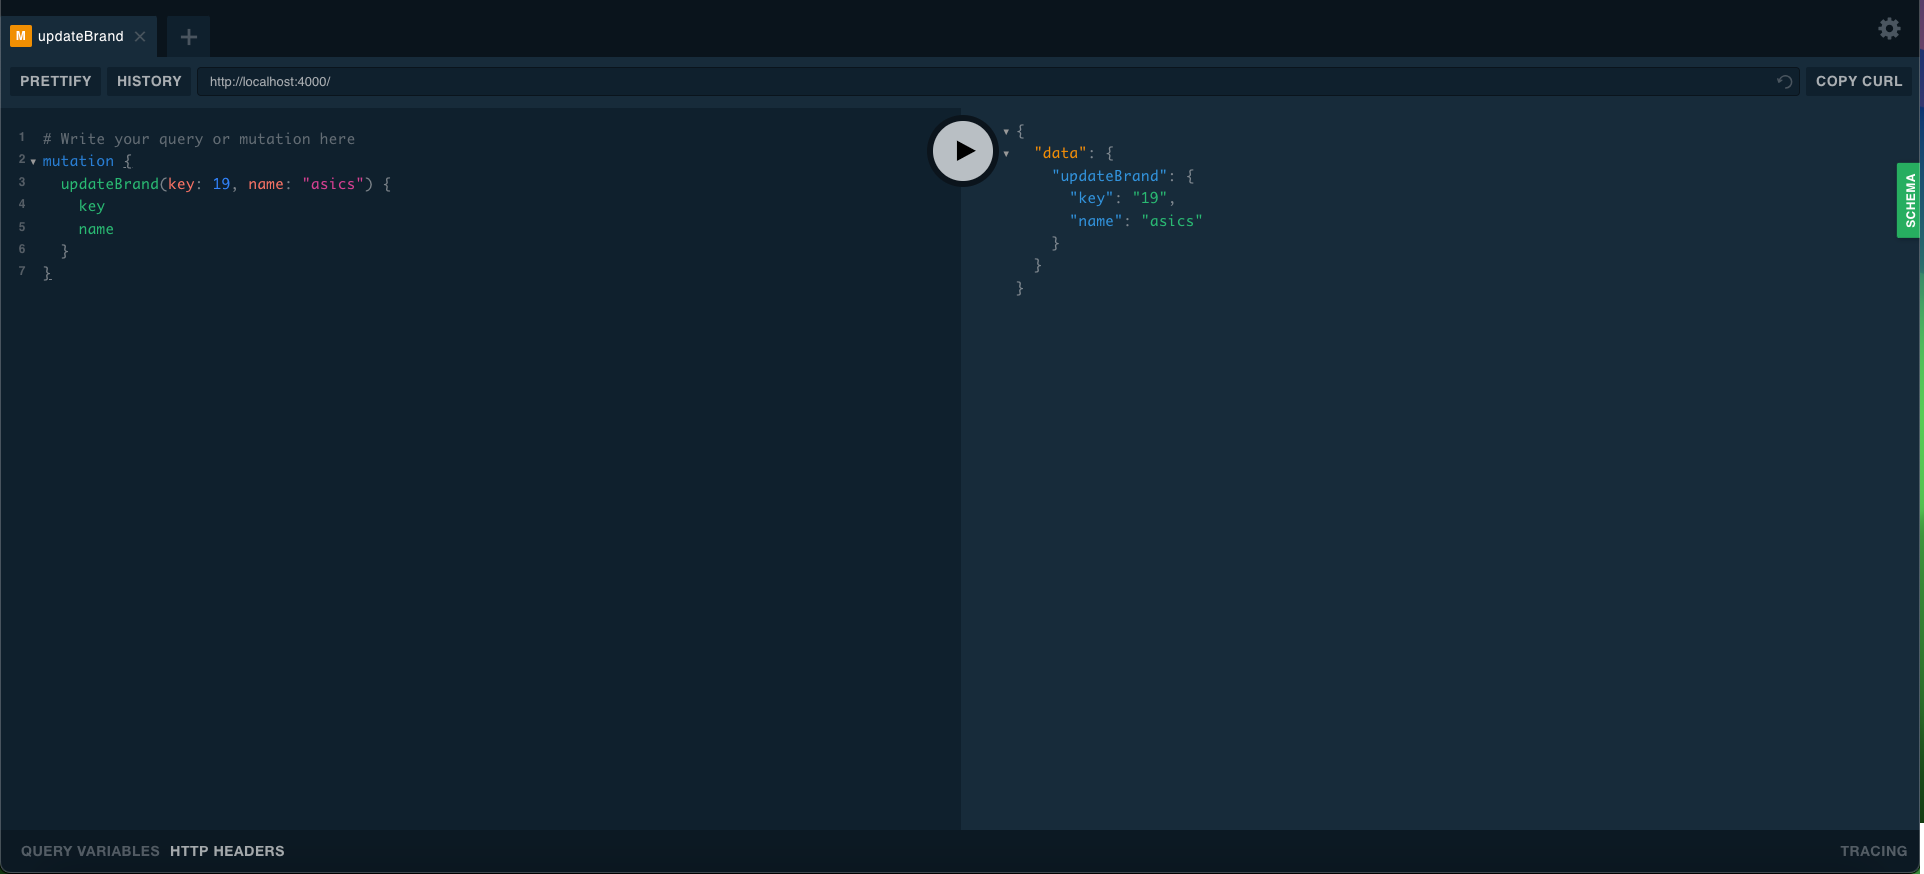 M updateBrand
PRETTIFY HISTORY http://localhost:4000/ COPY CURL
1 # Write your query or mutation here
2 mutation {
3 updateBrand(key: 19, name: "asics") {
4 key
5 name
6 }
7 }
{
"data": {
"updateBrand": {
"key": "19",
"name": "asics"
}
}
}
SCHEMA
QUERY VARIABLES HTTP HEADERS TRACING